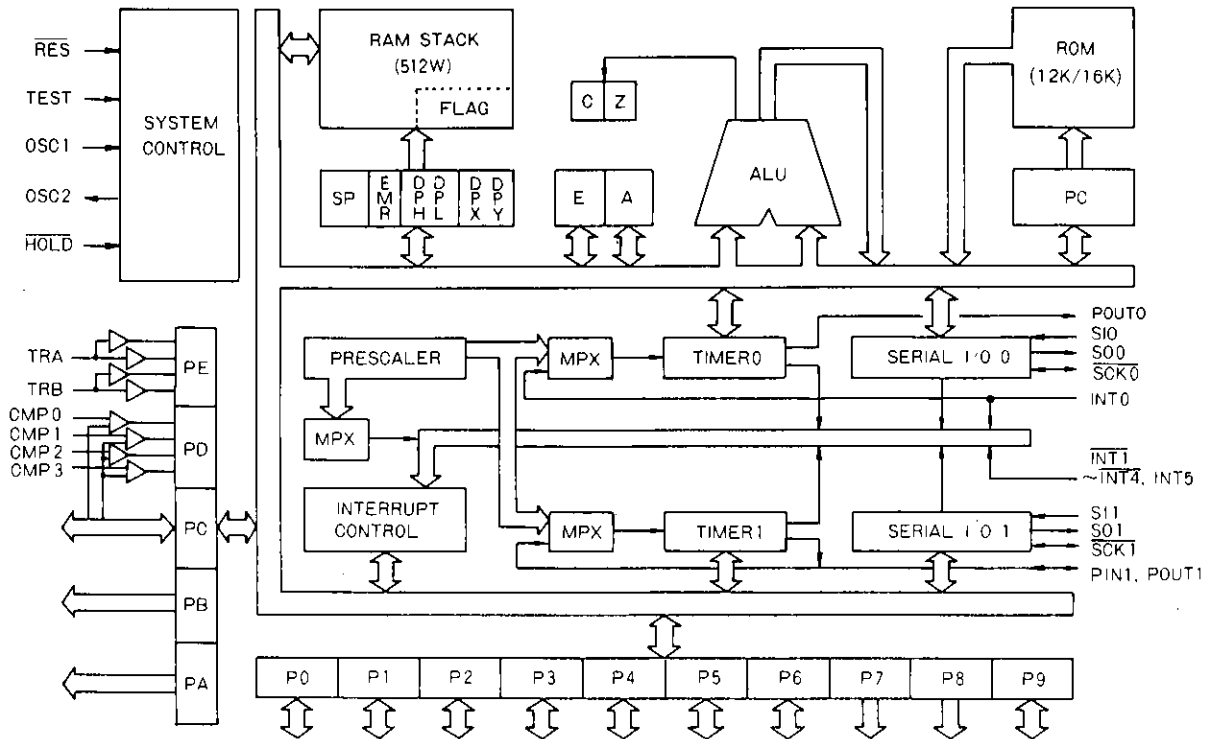 RES
TEST
OSC1
OSC2
HOLD
SYSTEM
CONTROL
RAM STACK
(512W)
FLAG
SP
EMR
DPH
DPL
DPX
DPY
C Z
E A
ALU
ROM
(12K/16K)
PC
TRA
TRB
CMP0
CMP1
CMP2
CMP3
PE
PD
PC
PB
PA
PRESCALER
MPX
INTERRUPT
CONTROL
MPX
TIMER0
SERIAL I/O 0
MPX
TIMER1
SERIAL I/O 1
POUT0
SI0
SO0
SCK0
INT0
INT1
~INT4, INT5
SI1
SO1
SCK1
PIN1, POUT1
P0 P1 P2 P3 P4 P5 P6 P7 P8 P9